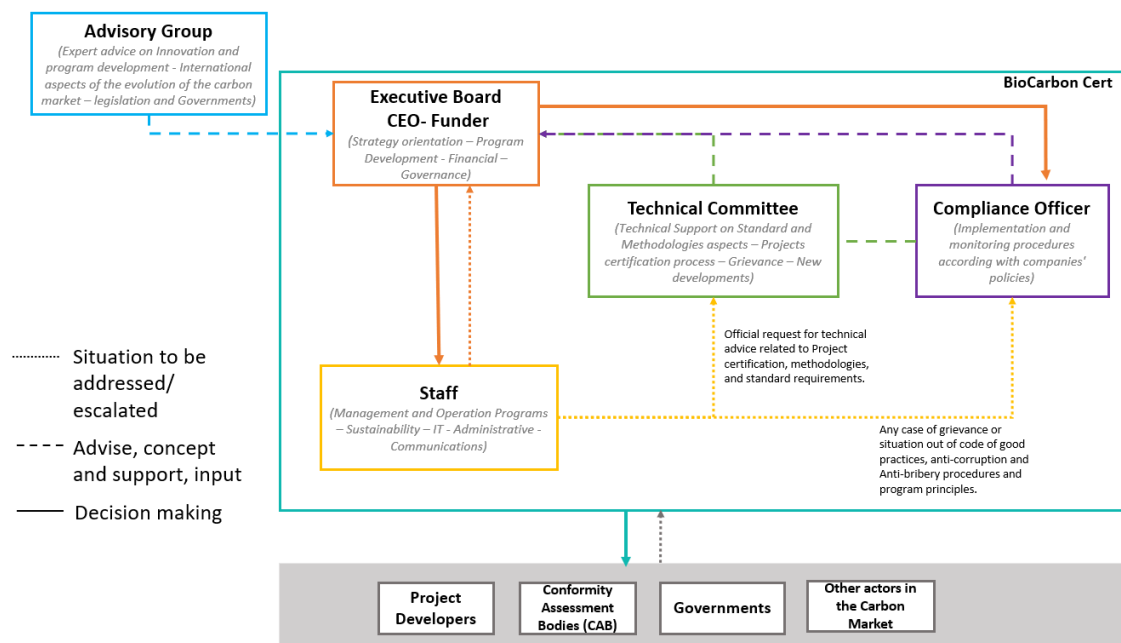 Advisory Group
(Expert advice on Innovation and
program development - International
aspects of the evolution of the carbon
market – legislation and Governments)
BioCarbon Cert
Executive Board
CEO- Funder
(Strategy orientation – Program
Development - Financial –
Governance)
Technical Committee
(Technical Support on Standard and
Methodologies aspects – Projects
certification process – Grievance – New
developments)
Compliance Officer
(Implementation and
monitoring procedures
according with companies'
policies)
Official request for technical
advice related to Project
certification, methodologies,
and standard requirements.
Situation to be
addressed/
escalated
Advise, concept
and support, input
Decision making
Staff
(Management and Operation Programs
– Sustainability – IT - Administrative -
Communications)
Any case of grievance or
situation out of code of good
practices, anti-corruption and
Anti-bribery procedures and
program principles.
Project
Developers
Conformity
Assessment
Bodies (CAB)
Governments
Other actors in
the Carbon
Market